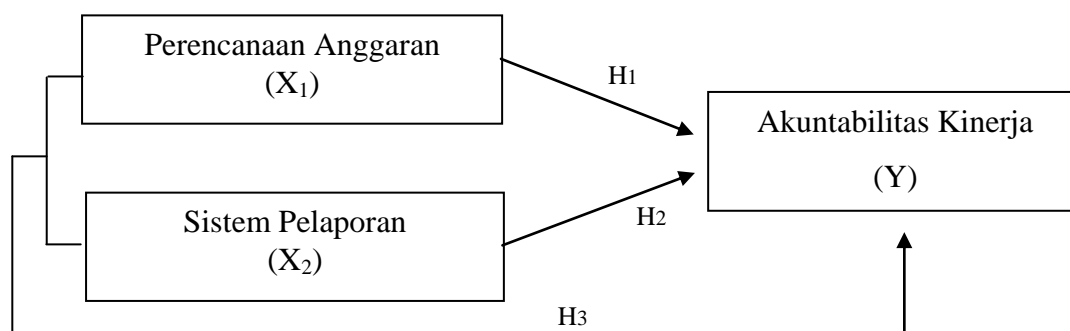 Perencanaan Anggaran
(X₁)
H1
Akuntabilitas Kinerja
(Y)
Sistem Pelaporan
(X₂)
H2
H3